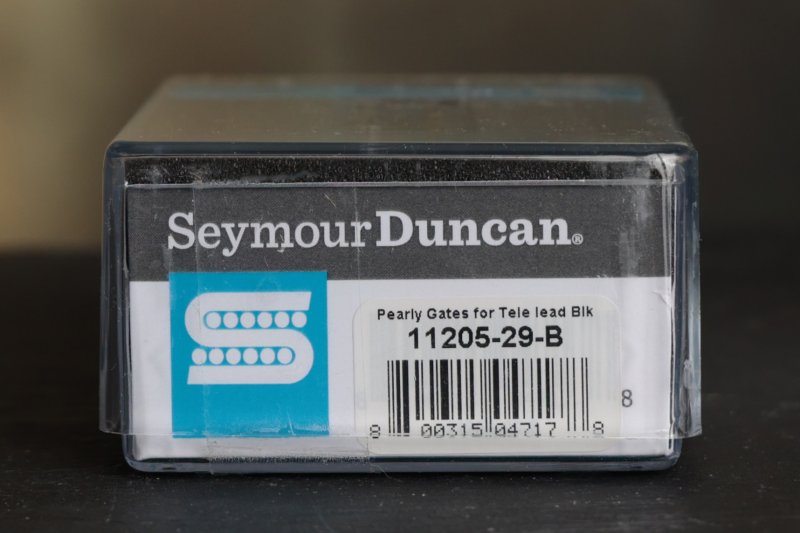 SeymourDuncan®
S
Pearly Gates for Tele lead Blk
11205-29-B
8
8 00315 04717 8